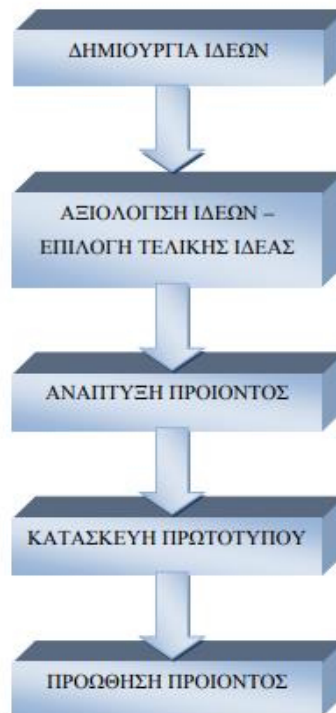 ΔΗΜΙΟΥΡΓΙΑ ΙΔΕΩΝ
ΑΞΙΟΛΟΓΙΣΗ ΙΔΕΩΝ –
ΕΠΙΛΟΓΗ ΤΕΛΙΚΗΣ ΙΔΕΑΣ
ΑΝΑΠΤΥΞΗ ΠΡΟΙΟΝΤΟΣ
ΚΑΤΑΣΚΕΥΗ ΠΡΩΤΟΤΥΠΟΥ
ΠΡΟΩΘΗΣΗ ΠΡΟΙΟΝΤΟΣ